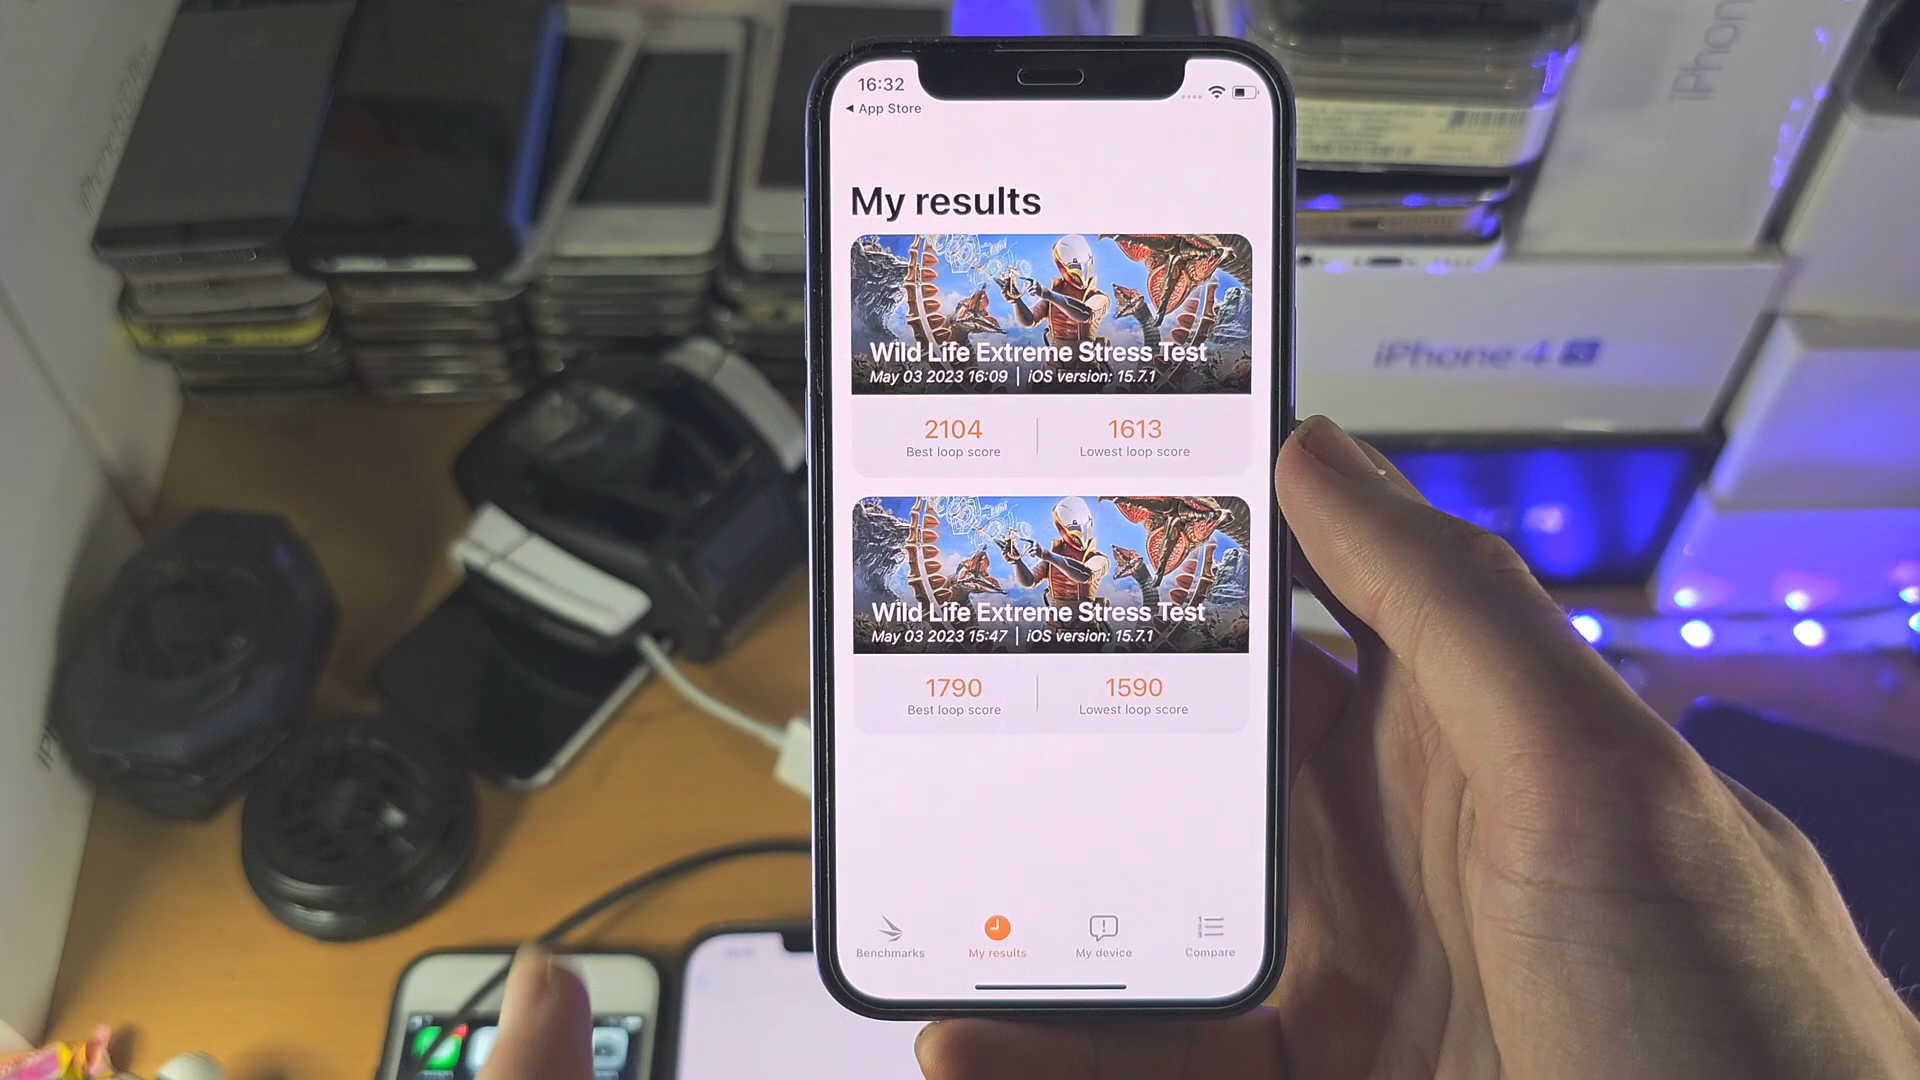 16:32
◀ App Store
My results
Wild Life Extreme Stress Test
May 03 2023 16:09 | iOS version: 15.7.1
2104 1613
Best loop score Lowest loop score
Wild Life Extreme Stress Test
May 03 2023 15:47 | iOS version: 15.7.1
1790 1590
Best loop score Lowest loop score
Benchmarks My results My device Compare
iPhone
iPhone 4S